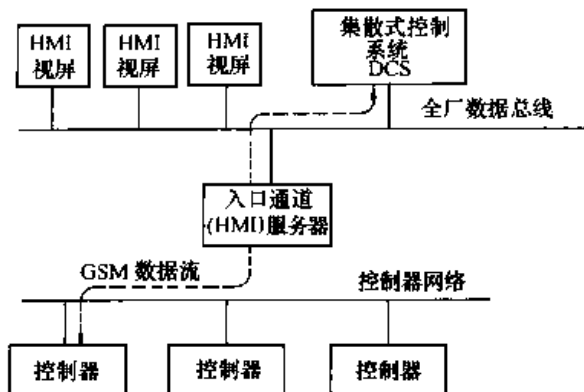 HMI
视屏
HMI
视屏
HMI
视屏
集散式控制
系统
DCS
全厂数据总线
入口通道
(HMI)服务器
GSM 数据流
控制器网络
控制器
控制器
控制器